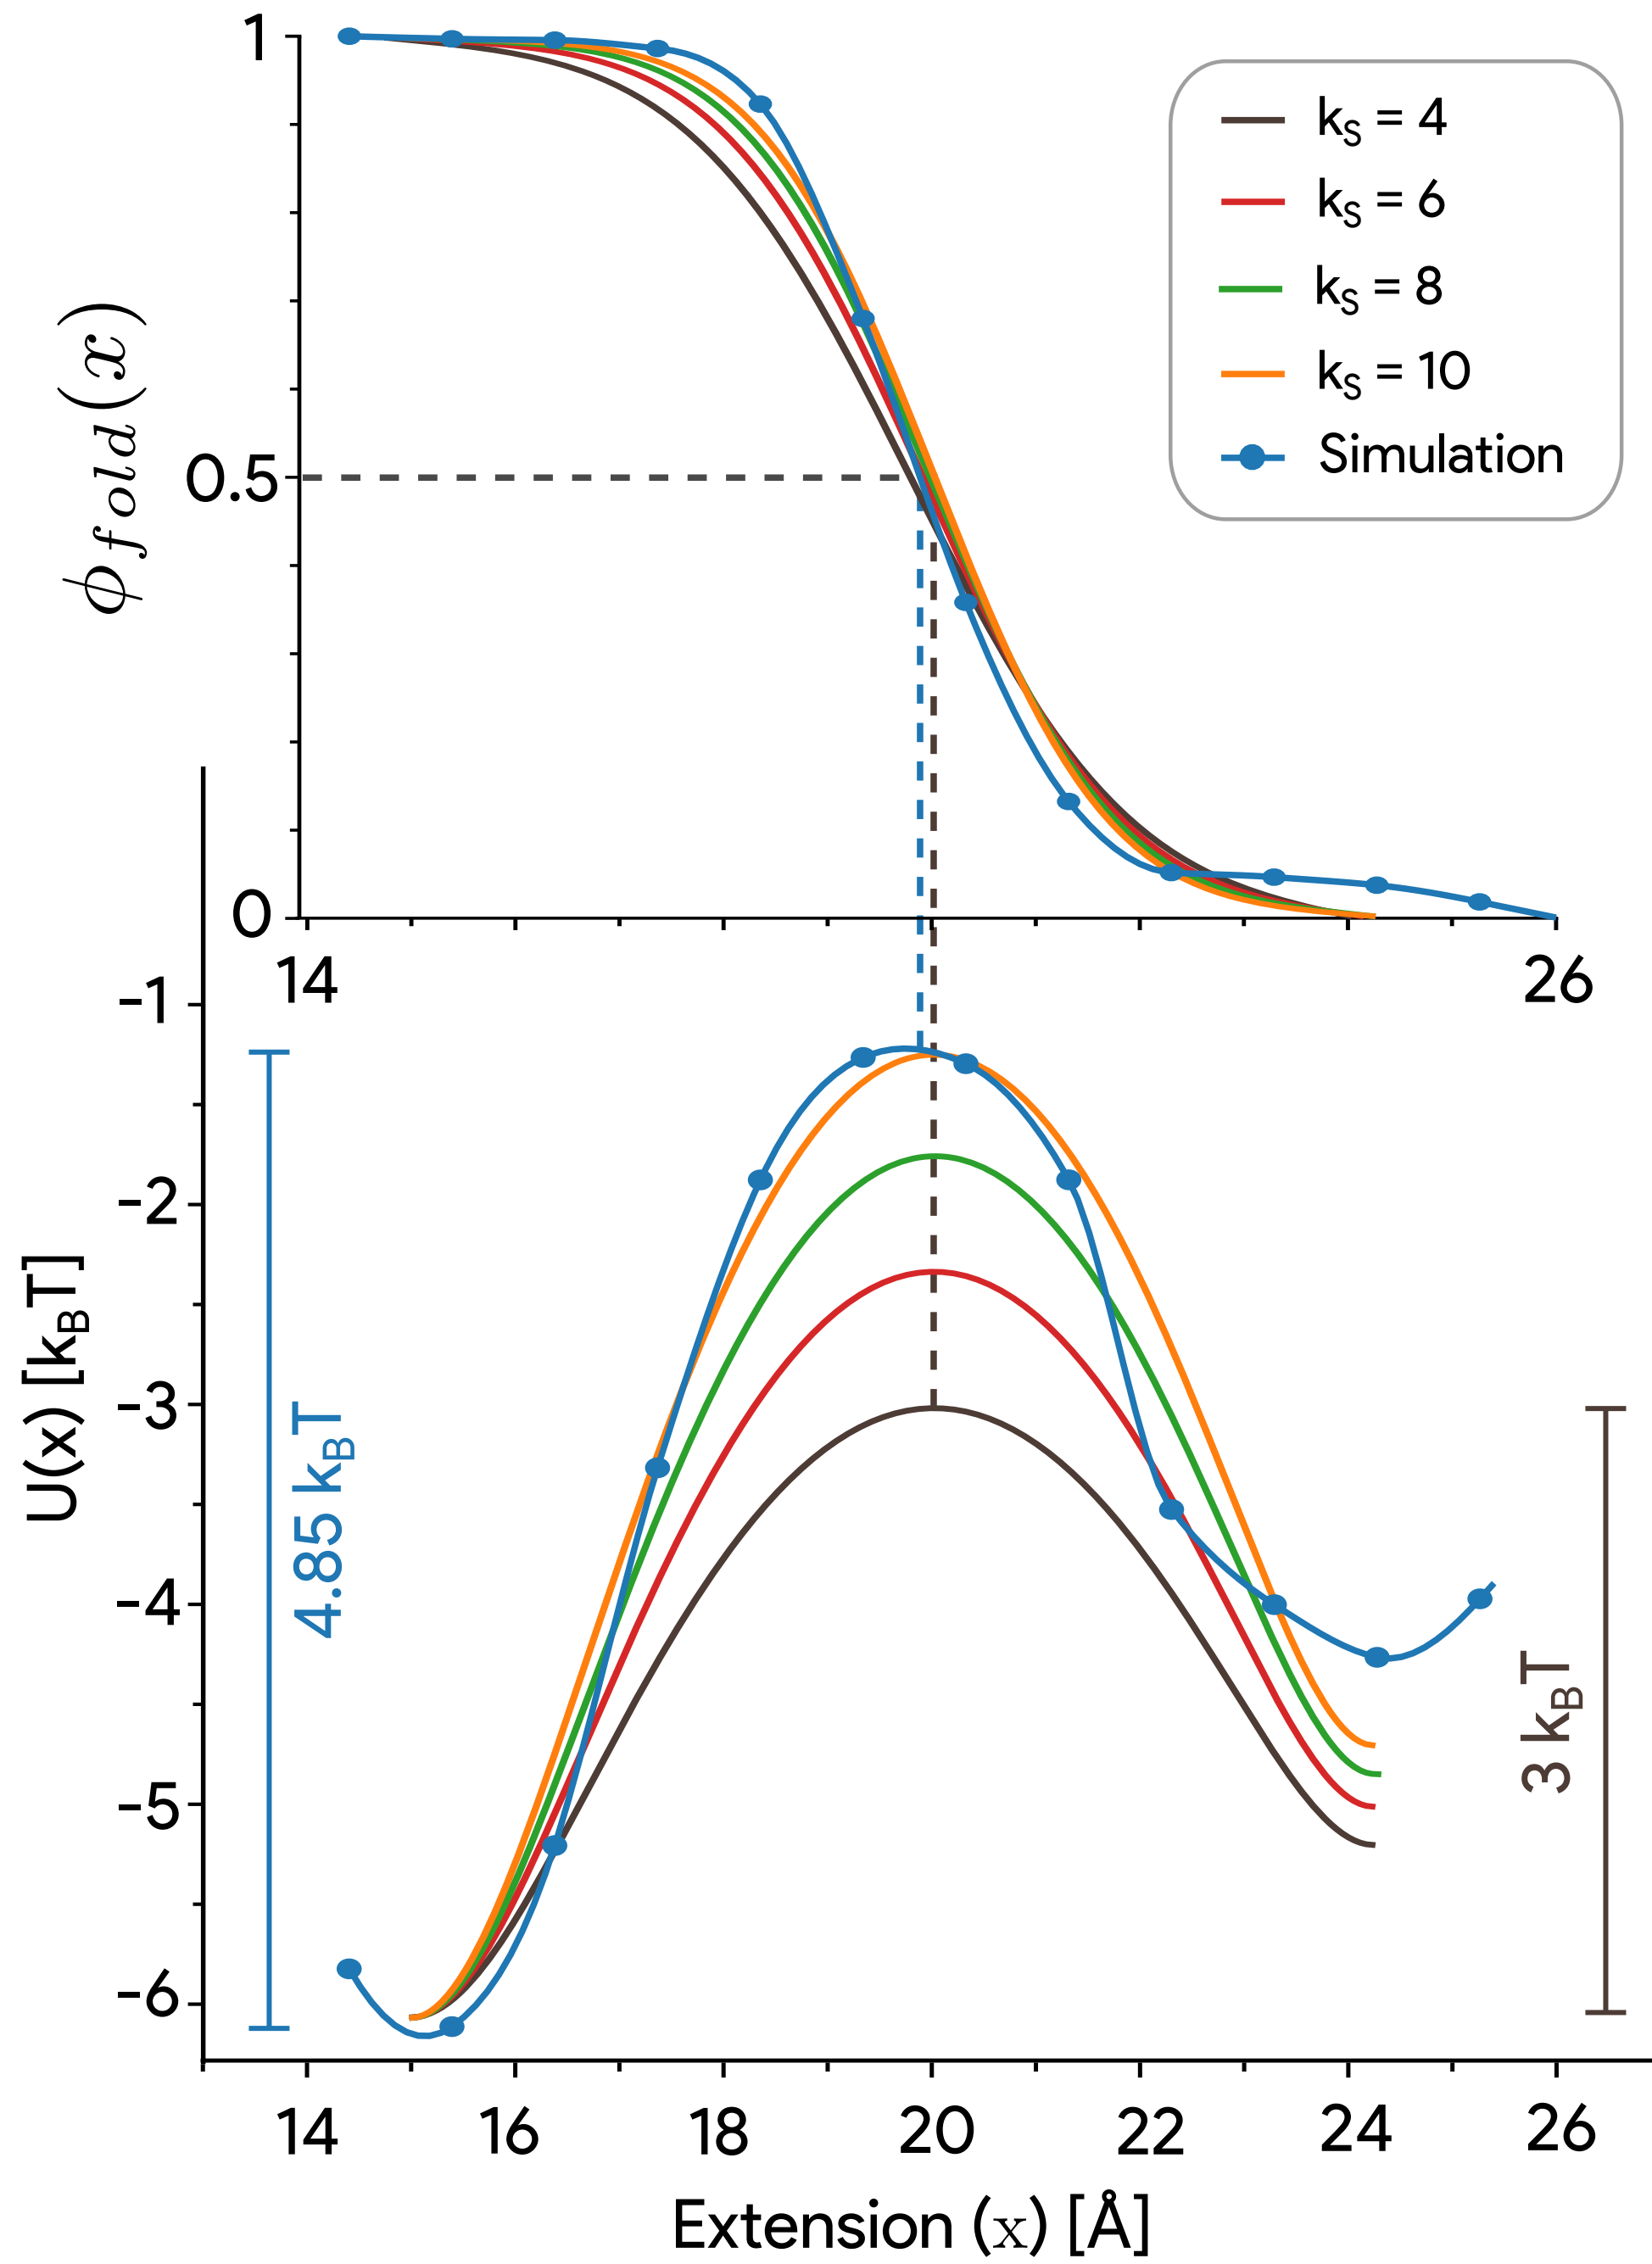 1
k_S = 4
k_S = 6
k_S = 8
k_S = 10
Simulation
ϕ_fold(x)
0.5
0
14
26
-1
-2
-3
-4
-5
-6
U(x) [k_BT]
4.85 k_BT
3 k_BT
14 16 18 20 22 24 26
Extension (x) [Å]